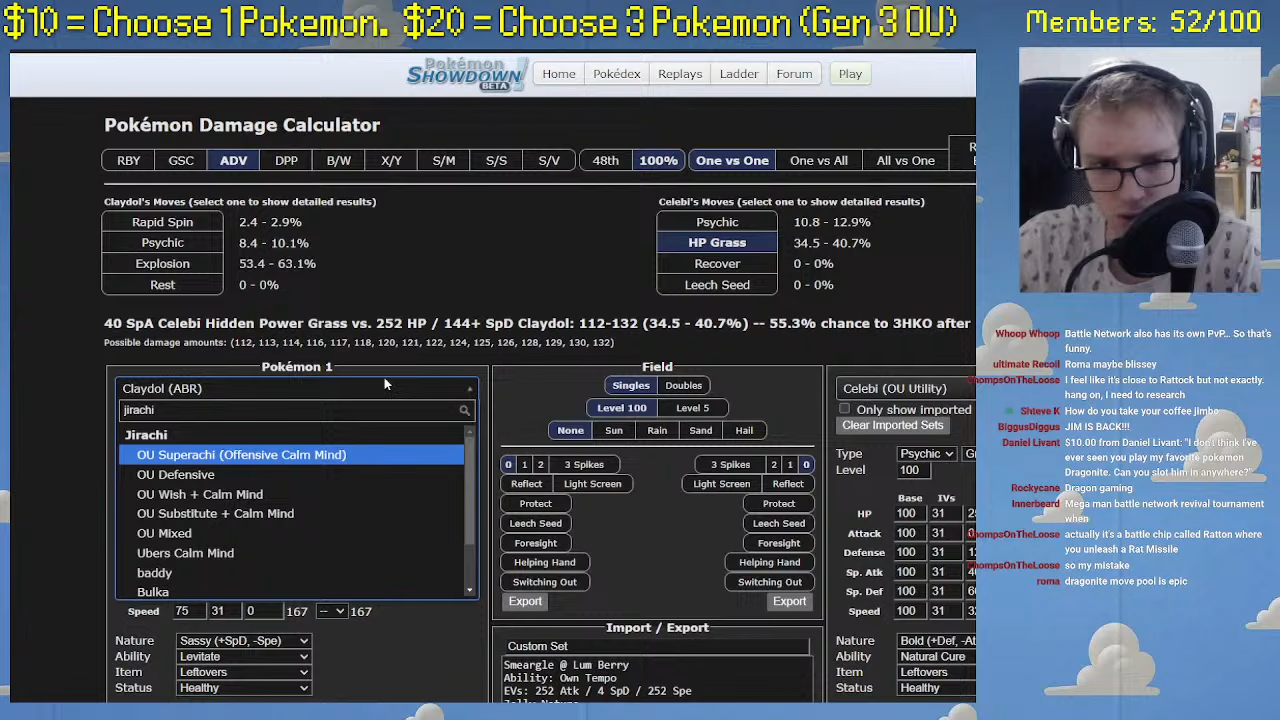 $10 = Choose 1 Pokemon. $20 = Choose 3 Pokemon (Gen 3 OU)
Members: 52/100
Pokémon SHOWDOWN! BETA
Home Pokédex Replays Ladder Forum Play
Pokémon Damage Calculator
RBY GSC ADV DPP B/W X/Y S/M S/S S/V 48th 100% One vs One One vs All All vs One
Claydol's Moves (select one to show detailed results)
Rapid Spin 2.4 - 2.9%
Psychic 8.4 - 10.1%
Explosion 53.4 - 63.1%
Rest 0 - 0%
Celebi's Moves (select one to show detailed results)
Psychic 10.8 - 12.9%
HP Grass 34.5 - 40.7%
Recover 0 - 0%
Leech Seed 0 - 0%
40 SpA Celebi Hidden Power Grass vs. 252 HP / 144+ SpD Claydol: 112-132 (34.5 - 40.7%) -- 55.3% chance to 3HKO after
Possible damage amounts: (112, 113, 114, 116, 117, 118, 120, 121, 122, 124, 125, 126, 128, 129, 130, 132)
Pokémon 1
Claydol (ABR)
jirachi
Jirachi
OU Superachi (Offensive Calm Mind)
OU Defensive
OU Wish + Calm Mind
OU Substitute + Calm Mind
OU Mixed
Ubers Calm Mind
baddy
Bulka
Speed 75 31 0 167 -- 167
Nature Sassy (+SpD, -Spe)
Ability Levitate
Item Leftovers
Status Healthy
Field
Singles Doubles
Level 100 Level 5
None Sun Rain Sand Hail
0 1 2 3 Spikes 3 Spikes 2 1 0
Reflect Light Screen Light Screen Reflect
Protect Protect
Leech Seed Leech Seed
Foresight Foresight
Helping Hand Helping Hand
Switching Out Switching Out
Export Export
Import / Export
Custom Set
Smeargle @ Lum Berry
Ability: Own Tempo
EVs: 252 Atk / 4 SpD / 252 Spe
Celebi (OU Utility)
Only show imported
Clear Imported Sets
Type Psychic
Level 100
Base IVs
HP 100 31
Attack 100 31
Defense 100 31
Sp. Atk 100 31
Sp. Def 100 31
Speed 100 31
Nature Bold (+Def, -At
Ability Natural Cure
Item Leftovers
Status Healthy
Whoop Whoop Battle Network also has its own PvP... So that's
funny.
ultimate Recoil Roma maybe blissey
ChompsOnTheLoose I feel like it's close to Rattock but not exactly.
hang on, I need to research
Shteve K How do you take your coffee jimbo
BiggusDiggus JIM IS BACK!!!
Daniel Livant $10.00 from Daniel Livant: "I don't think I've
ever seen you play my favorite pokemon
Dragonite. Can you slot him in anywhere?"
Rockycane Dragon gaming
Innerbeard Mega man battle network revival tournament
when
ChompsOnTheLoose actually it's a battle chip called Ratton where
you unleash a Rat Missile
ChompsOnTheLoose so my mistake
roma dragonite move pool is epic